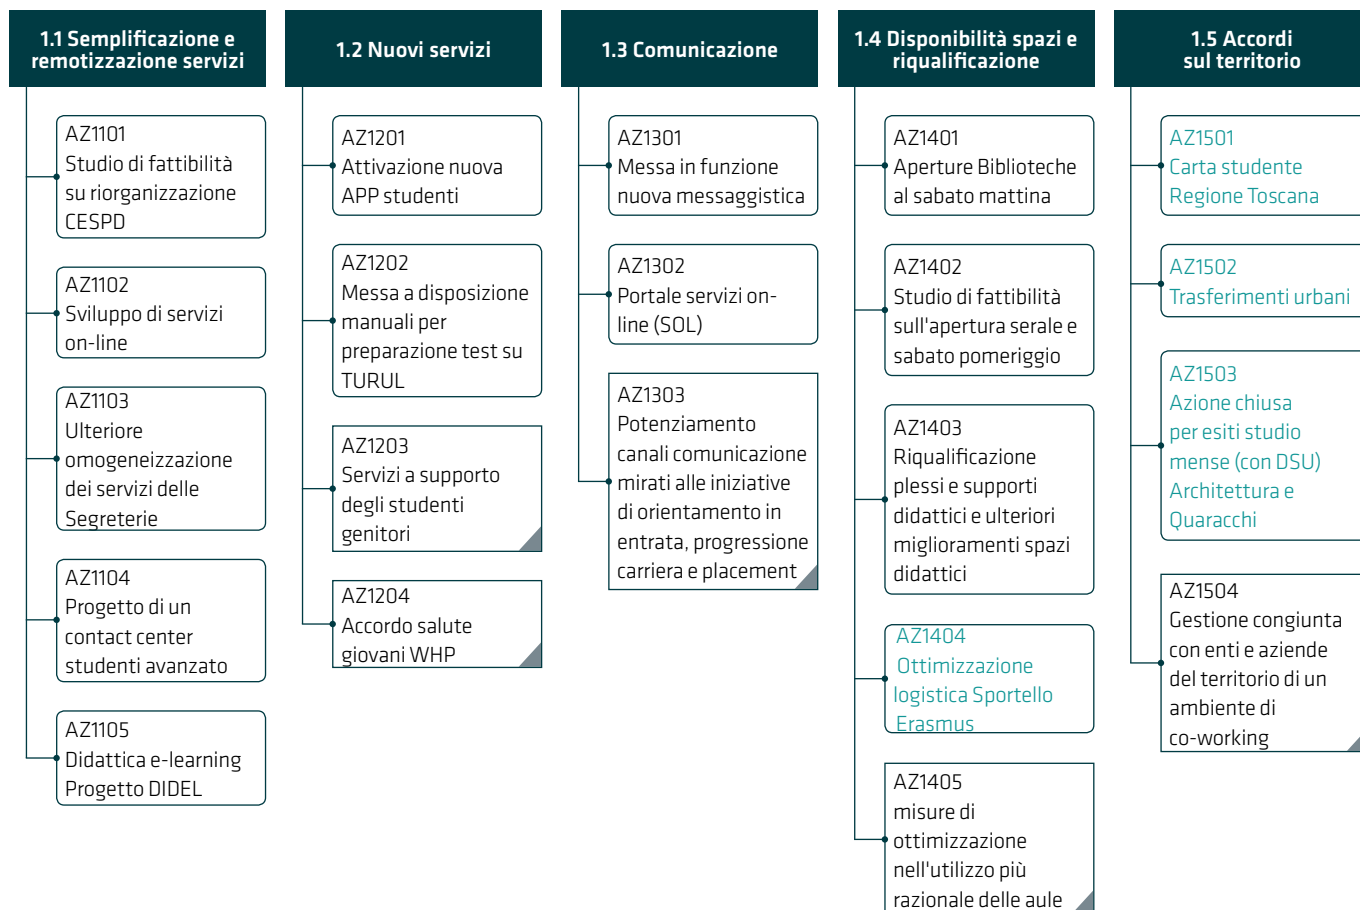 1.1 Semplificazione e
remotizzazione servizi
AZ1101
Studio di fattibilità
su riorganizzazione
CESPD
AZ1102
Sviluppo di servizi
on-line
AZ1103
Ulteriore
omogeneizzazione
dei servizi delle
Segreterie
AZ1104
Progetto di un
contact center
studenti avanzato
AZ1105
Didattica e-learning
Progetto DIDEL
1.2 Nuovi servizi
AZ1201
Attivazione nuova
APP studenti
AZ1202
Messa a disposizione
manuali per
preparazione test su
TURUL
AZ1203
Servizi a supporto
degli studenti
genitori
AZ1204
Accordo salute
giovani WHP
1.3 Comunicazione
AZ1301
Messa in funzione
nuova messaggistica
AZ1302
Portale servizi on-
line (SOL)
AZ1303
Potenziamento
canali comunicazione
mirati alle iniziative
di orientamento in
entrata, progressione
carriera e placement
1.4 Disponibilità spazi e
riqualificazione
AZ1401
Aperture Biblioteche
al sabato mattina
AZ1402
Studio di fattibilità
sull'apertura serale e
sabato pomeriggio
AZ1403
Riqualificazione
plessi e supporti
didattici e ulteriori
miglioramenti spazi
didattici
AZ1404
Ottimizzazione
logistica Sportello
Erasmus
AZ1405
misure di
ottimizzazione
nell'utilizzo più
razionale delle aule
1.5 Accordi
sul territorio
AZ1501
Carta studente
Regione Toscana
AZ1502
Trasferimenti urbani
AZ1503
Azione chiusa
per esiti studio
mense (con DSU)
Architettura e
Quaracchi
AZ1504
Gestione congiunta
con enti e aziende
del territorio di un
ambiente di
co-working